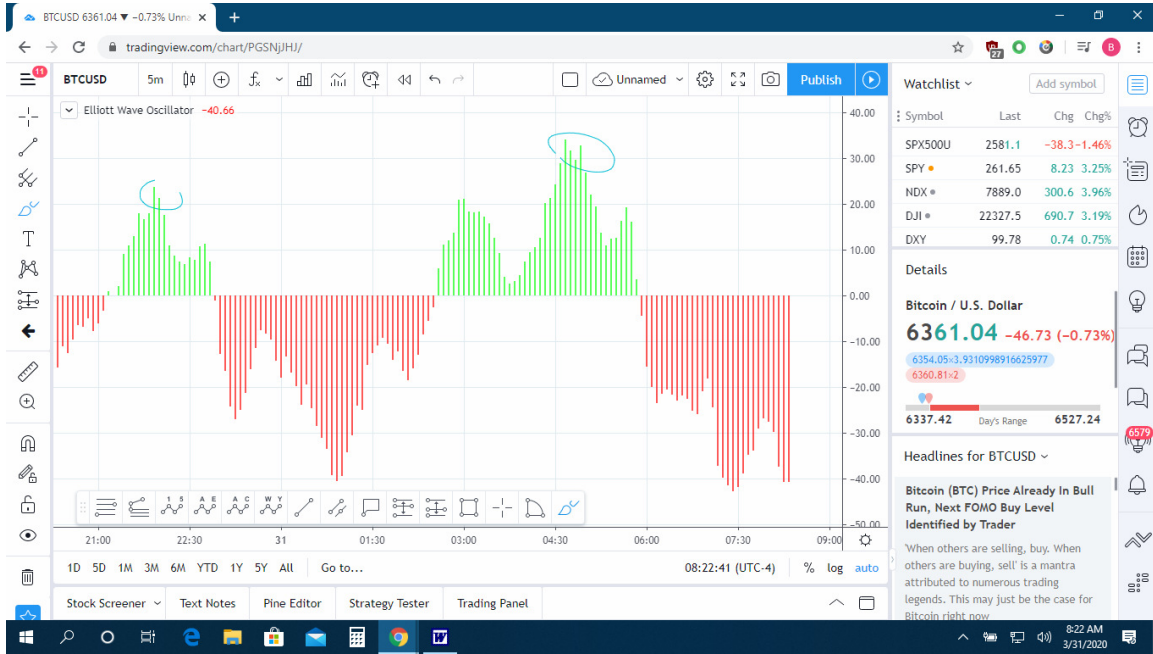 BTCUSD 6361.04 ▼ −0.73% Unna
tradingview.com/chart/PGSNjJHJ/
27
B
11
BTCUSD 5m Unnamed Publish
Elliott Wave Oscillator −40.66
40.00
30.00
20.00
10.00
0.00
-10.00
-20.00
-30.00
-40.00
-50.00
1 5 A E A C W Y
21:00 22:30 31 01:30 03:00 04:30 06:00 07:30 09:00
1D 5D 1M 3M 6M YTD 1Y 5Y All Go to... 08:22:41 (UTC-4) % log auto
Stock Screener Text Notes Pine Editor Strategy Tester Trading Panel
Watchlist Add symbol
Symbol Last Chg Chg%
SPX500U 2581.1 −38.3 −1.46%
SPY 261.65 8.23 3.25%
NDX 7889.0 300.6 3.96%
DJI 22327.5 690.7 3.19%
DXY 99.78 0.74 0.75%
Details
Bitcoin / U.S. Dollar
6361.04 −46.73 (−0.73%)
6354.05×3.9310998916625977
6360.81×2
6337.42 Day's Range 6527.24
Headlines for BTCUSD
Bitcoin (BTC) Price Already In Bull
Run, Next FOMO Buy Level
Identified by Trader
'When others are selling, buy. When
others are buying, sell' is a mantra
attributed to numerous trading
legends. This may just be the case for
Bitcoin right now
6579
8:22 AM
3/31/2020